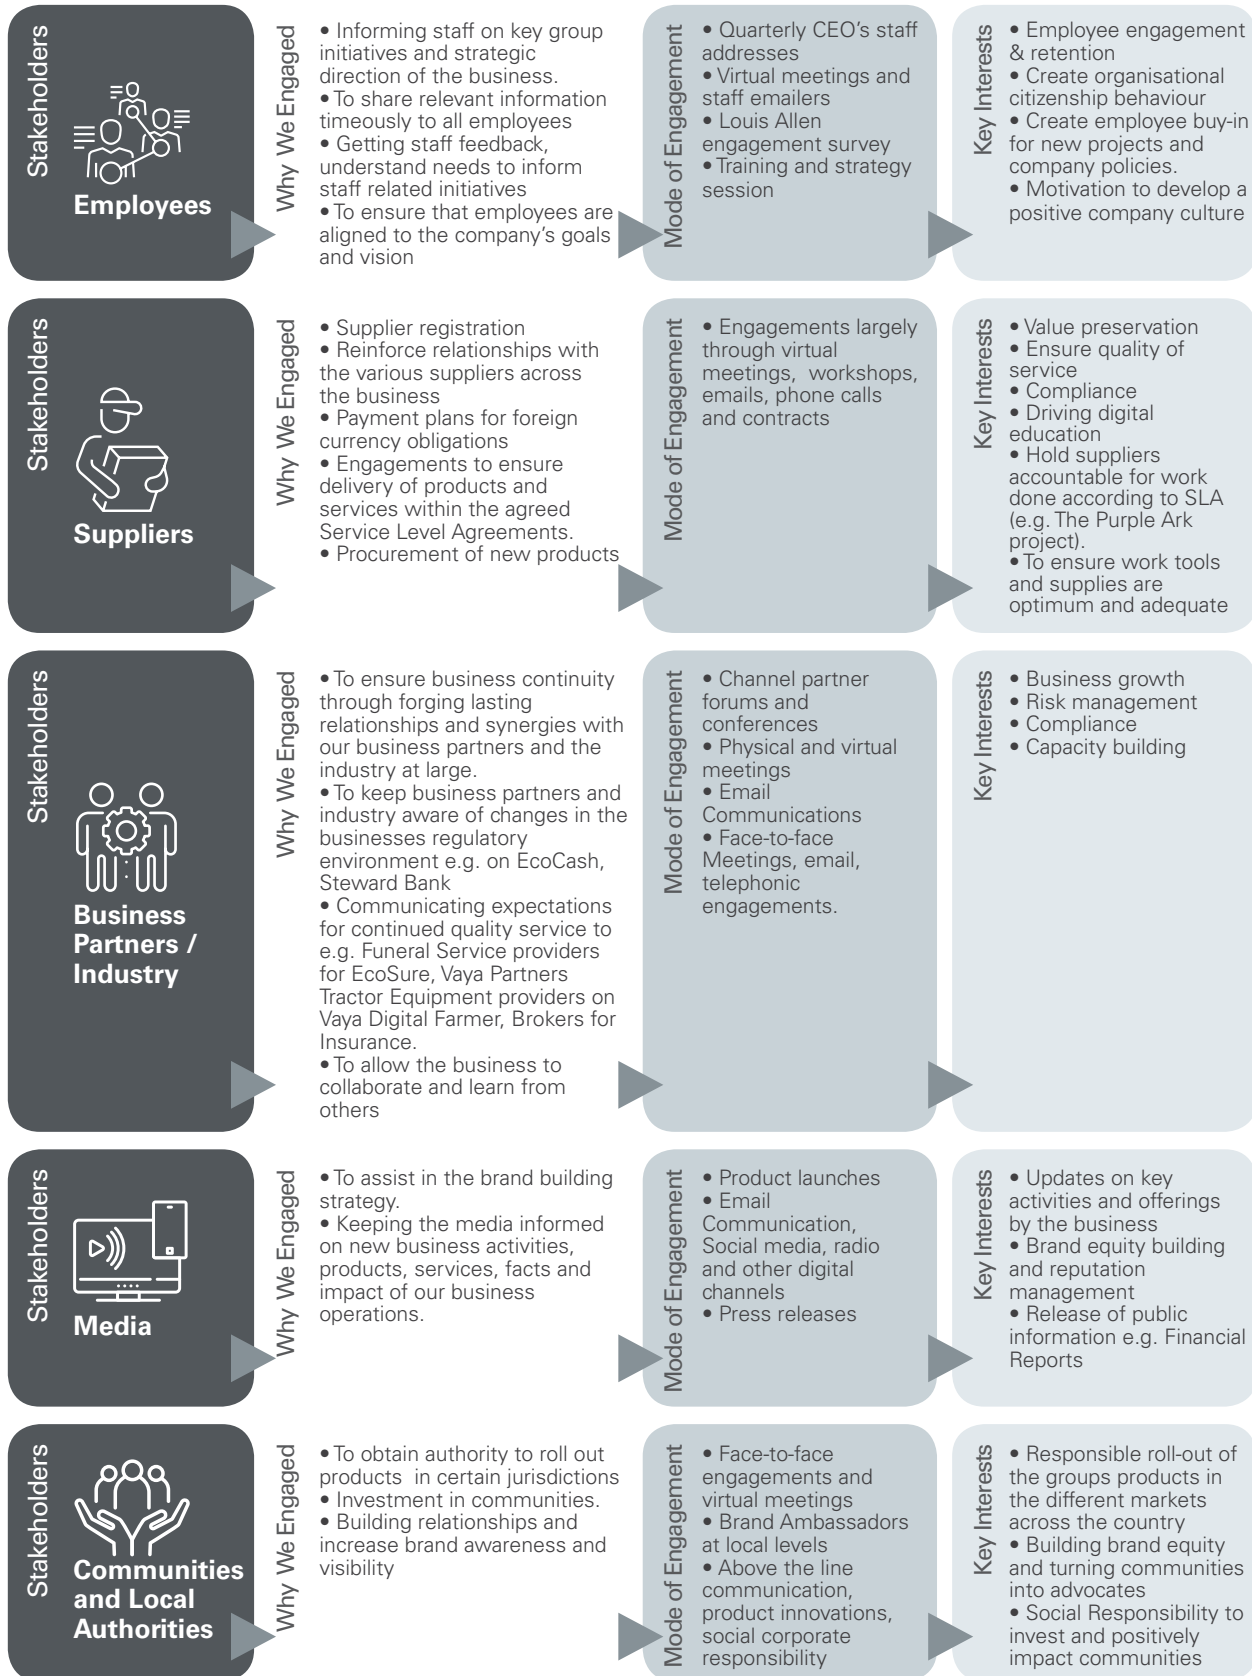 Stakeholders
Employees
Why We Engaged
• Informing staff on key group
initiatives and strategic
direction of the business.
• To share relevant information
timeously to all employees
• Getting staff feedback,
understand needs to inform
staff related initiatives
• To ensure that employees are
aligned to the company's goals
and vision
Mode of Engagement
• Quarterly CEO's staff
addresses
• Virtual meetings and
staff emailers
• Louis Allen
engagement survey
• Training and strategy
session
Key Interests
• Employee engagement
& retention
• Create organisational
citizenship behaviour
• Create employee buy-in
for new projects and
company policies.
• Motivation to develop a
positive company culture
Stakeholders
Suppliers
Why We Engaged
• Supplier registration
• Reinforce relationships with
the various suppliers across
the business
• Payment plans for foreign
currency obligations
• Engagements to ensure
delivery of products and
services within the agreed
Service Level Agreements.
• Procurement of new products
Mode of Engagement
• Engagements largely
through virtual
meetings, workshops,
emails, phone calls
and contracts
Key Interests
• Value preservation
• Ensure quality of
service
• Compliance
• Driving digital
education
• Hold suppliers
accountable for work
done according to SLA
(e.g. The Purple Ark
project).
• To ensure work tools
and supplies are
optimum and adequate
Stakeholders
Business
Partners /
Industry
Why We Engaged
• To ensure business continuity
through forging lasting
relationships and synergies with
our business partners and the
industry at large.
• To keep business partners and
industry aware of changes in the
businesses regulatory
environment e.g. on EcoCash,
Steward Bank
• Communicating expectations
for continued quality service to
e.g. Funeral Service providers
for EcoSure, Vaya Partners
Tractor Equipment providers on
Vaya Digital Farmer, Brokers for
Insurance.
• To allow the business to
collaborate and learn from
others
Mode of Engagement
• Channel partner
forums and
conferences
• Physical and virtual
meetings
• Email
Communications
• Face-to-face
Meetings, email,
telephonic
engagements.
Key Interests
• Business growth
• Risk management
• Compliance
• Capacity building
Stakeholders
Media
Why We Engaged
• To assist in the brand building
strategy.
• Keeping the media informed
on new business activities,
products, services, facts and
impact of our business
operations.
Mode of Engagement
• Product launches
• Email
Communication,
Social media, radio
and other digital
channels
• Press releases
Key Interests
• Updates on key
activities and offerings
by the business
• Brand equity building
and reputation
management
• Release of public
information e.g. Financial
Reports
Stakeholders
Communities
and Local
Authorities
Why We Engaged
• To obtain authority to roll out
products in certain jurisdictions
• Investment in communities.
• Building relationships and
increase brand awareness and
visibility
Mode of Engagement
• Face-to-face
engagements and
virtual meetings
• Brand Ambassadors
at local levels
• Above the line
communication,
product innovations,
social corporate
responsibility
Key Interests
• Responsible roll-out of
the groups products in
the different markets
across the country
• Building brand equity
and turning communities
into advocates
• Social Responsibility to
invest and positively
impact communities